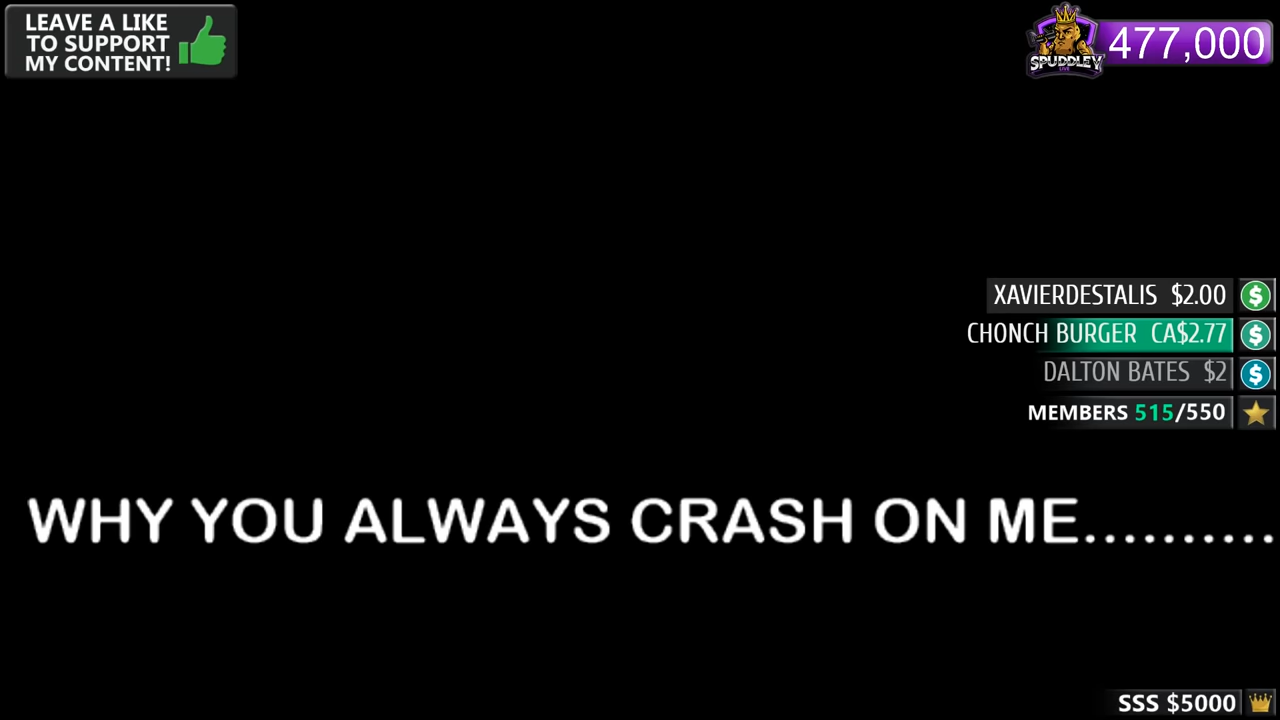 LEAVE A LIKE
TO SUPPORT
MY CONTENT!
SPUDDLEY
LIVE
477,000
XAVIERDESTALIS $2.00
CHONCH BURGER CA$2.77
DALTON BATES $2
MEMBERS 515/550
WHY YOU ALWAYS CRASH ON ME..........
SSS $5000